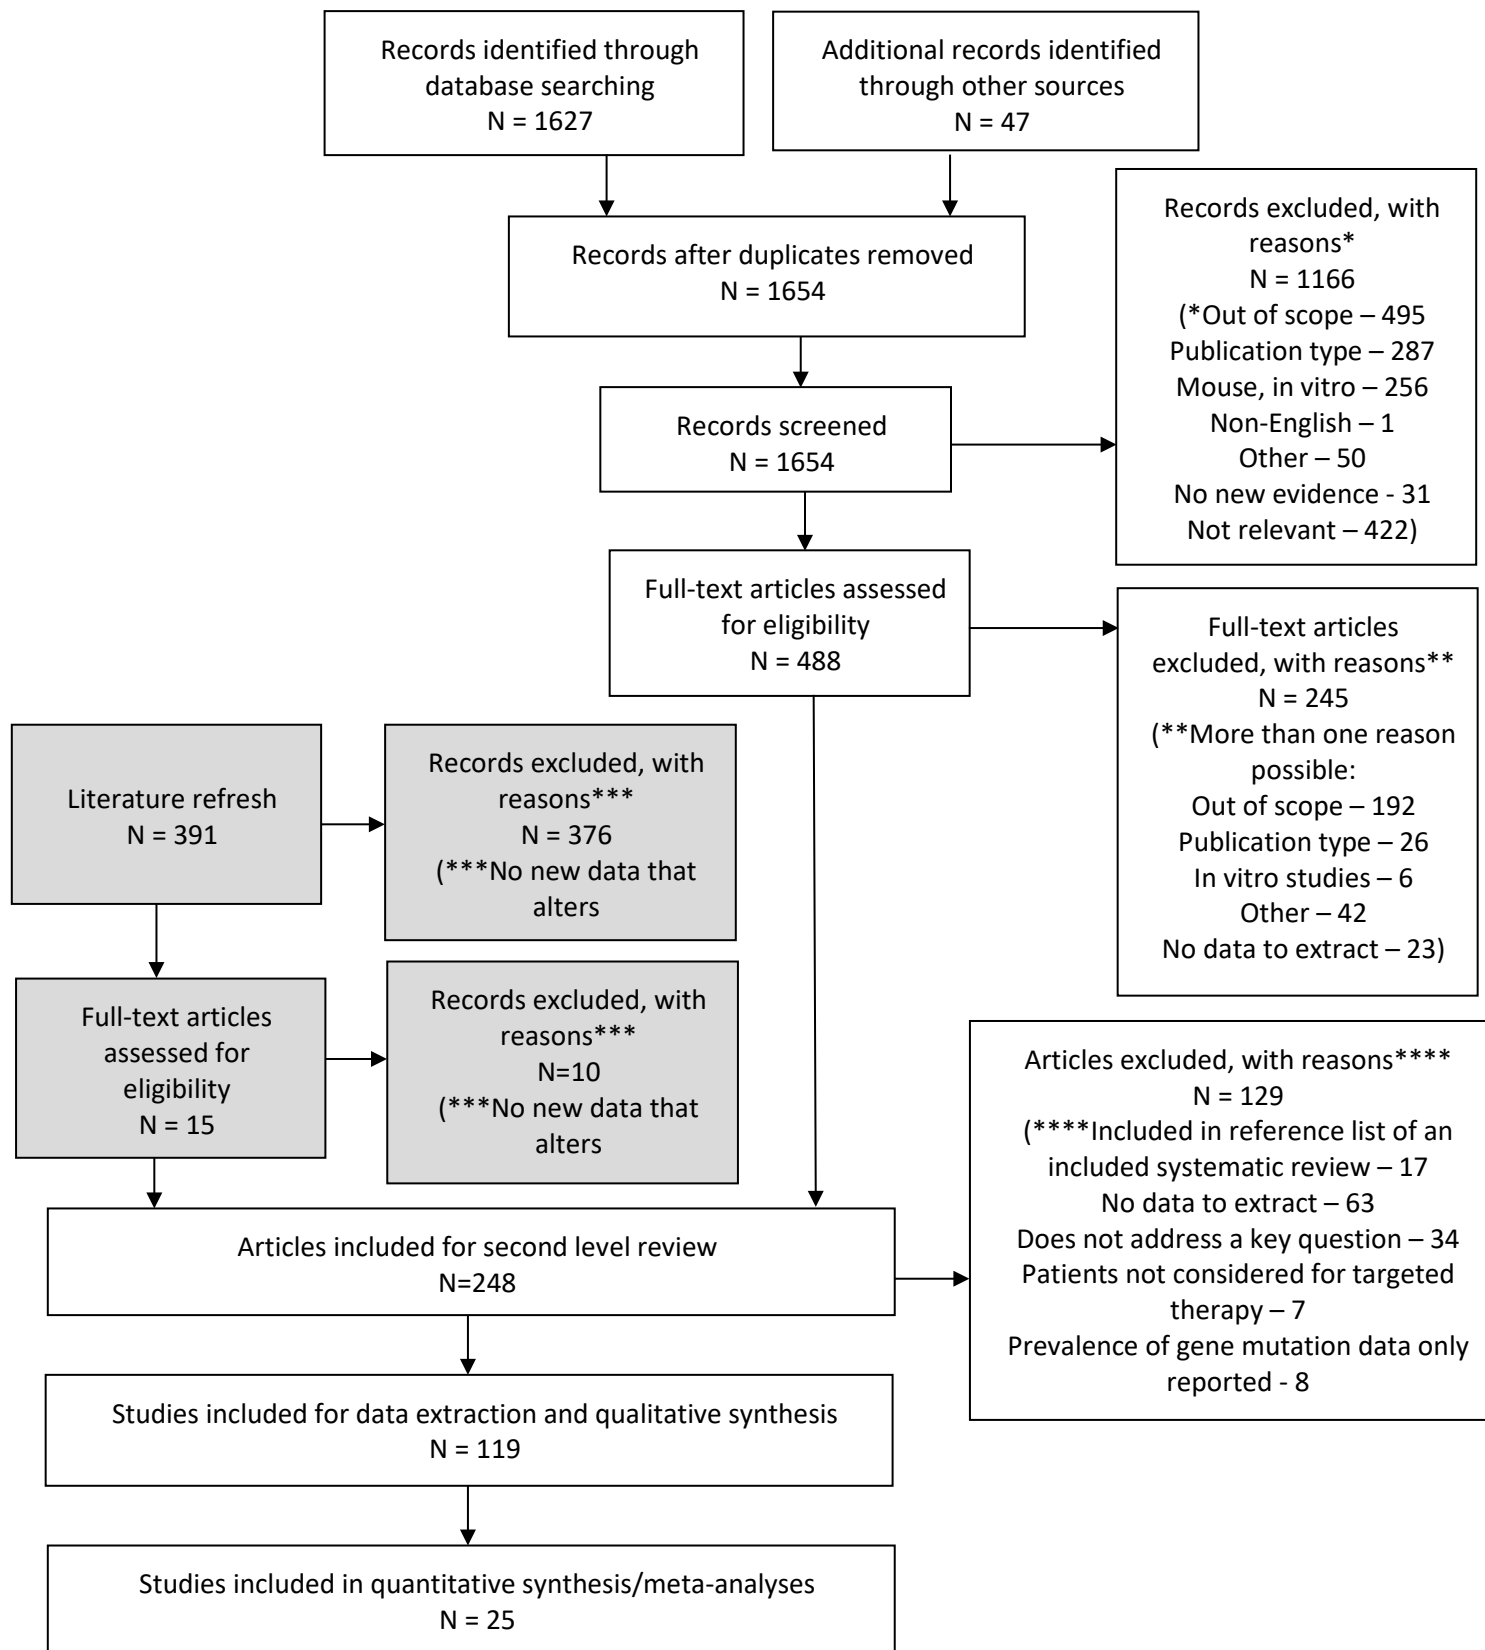 Records identified through
database searching
N = 1627
Additional records identified
through other sources
N = 47
Records after duplicates removed
N = 1654
Records excluded, with
reasons*
N = 1166
(*Out of scope – 495
Publication type – 287
Mouse, in vitro – 256
Non-English – 1
Other – 50
No new evidence - 31
Not relevant – 422)
Records screened
N = 1654
Full-text articles assessed
for eligibility
N = 488
Full-text articles
excluded, with reasons**
N = 245
(**More than one reason
possible:
Out of scope – 192
Publication type – 26
In vitro studies – 6
Other – 42
No data to extract – 23)
Literature refresh
N = 391
Records excluded, with
reasons***
N = 376
(***No new data that
alters
Full-text articles
assessed for
eligibility
N = 15
Records excluded, with
reasons***
N=10
(***No new data that
alters
Articles excluded, with reasons****
N = 129
(****Included in reference list of an
included systematic review – 17
No data to extract – 63
Does not address a key question – 34
Patients not considered for targeted
therapy – 7
Prevalence of gene mutation data only
reported - 8
Articles included for second level review
N=248
Studies included for data extraction and qualitative synthesis
N = 119
Studies included in quantitative synthesis/meta-analyses
N = 25